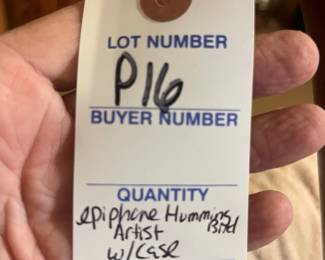 LOT NUMBER
P16
BUYER NUMBER
QUANTITY
epiphone Humming
Bird
Artist
w/case